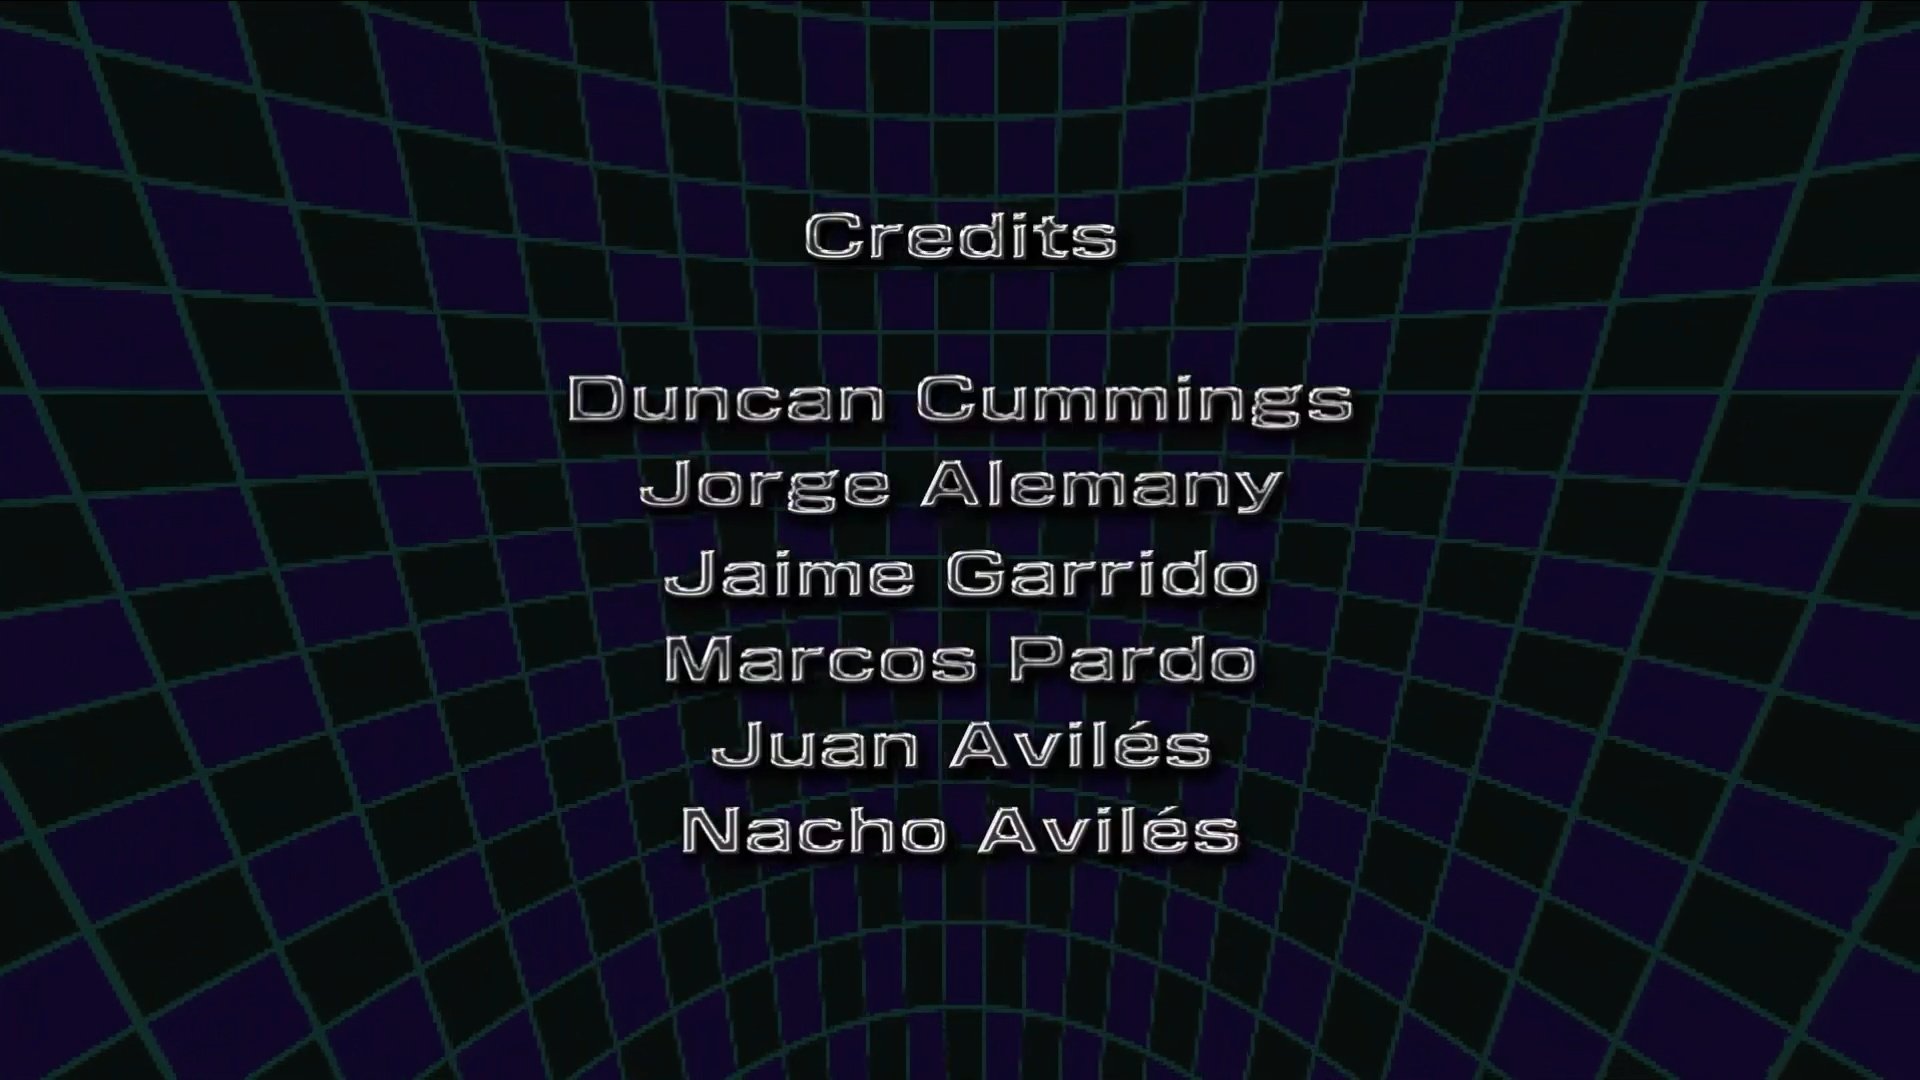 Credits
Duncan Cummings
Jorge Alemany
Jaime Garrido
Marcos Pardo
Juan Avilés
Nacho Avilés